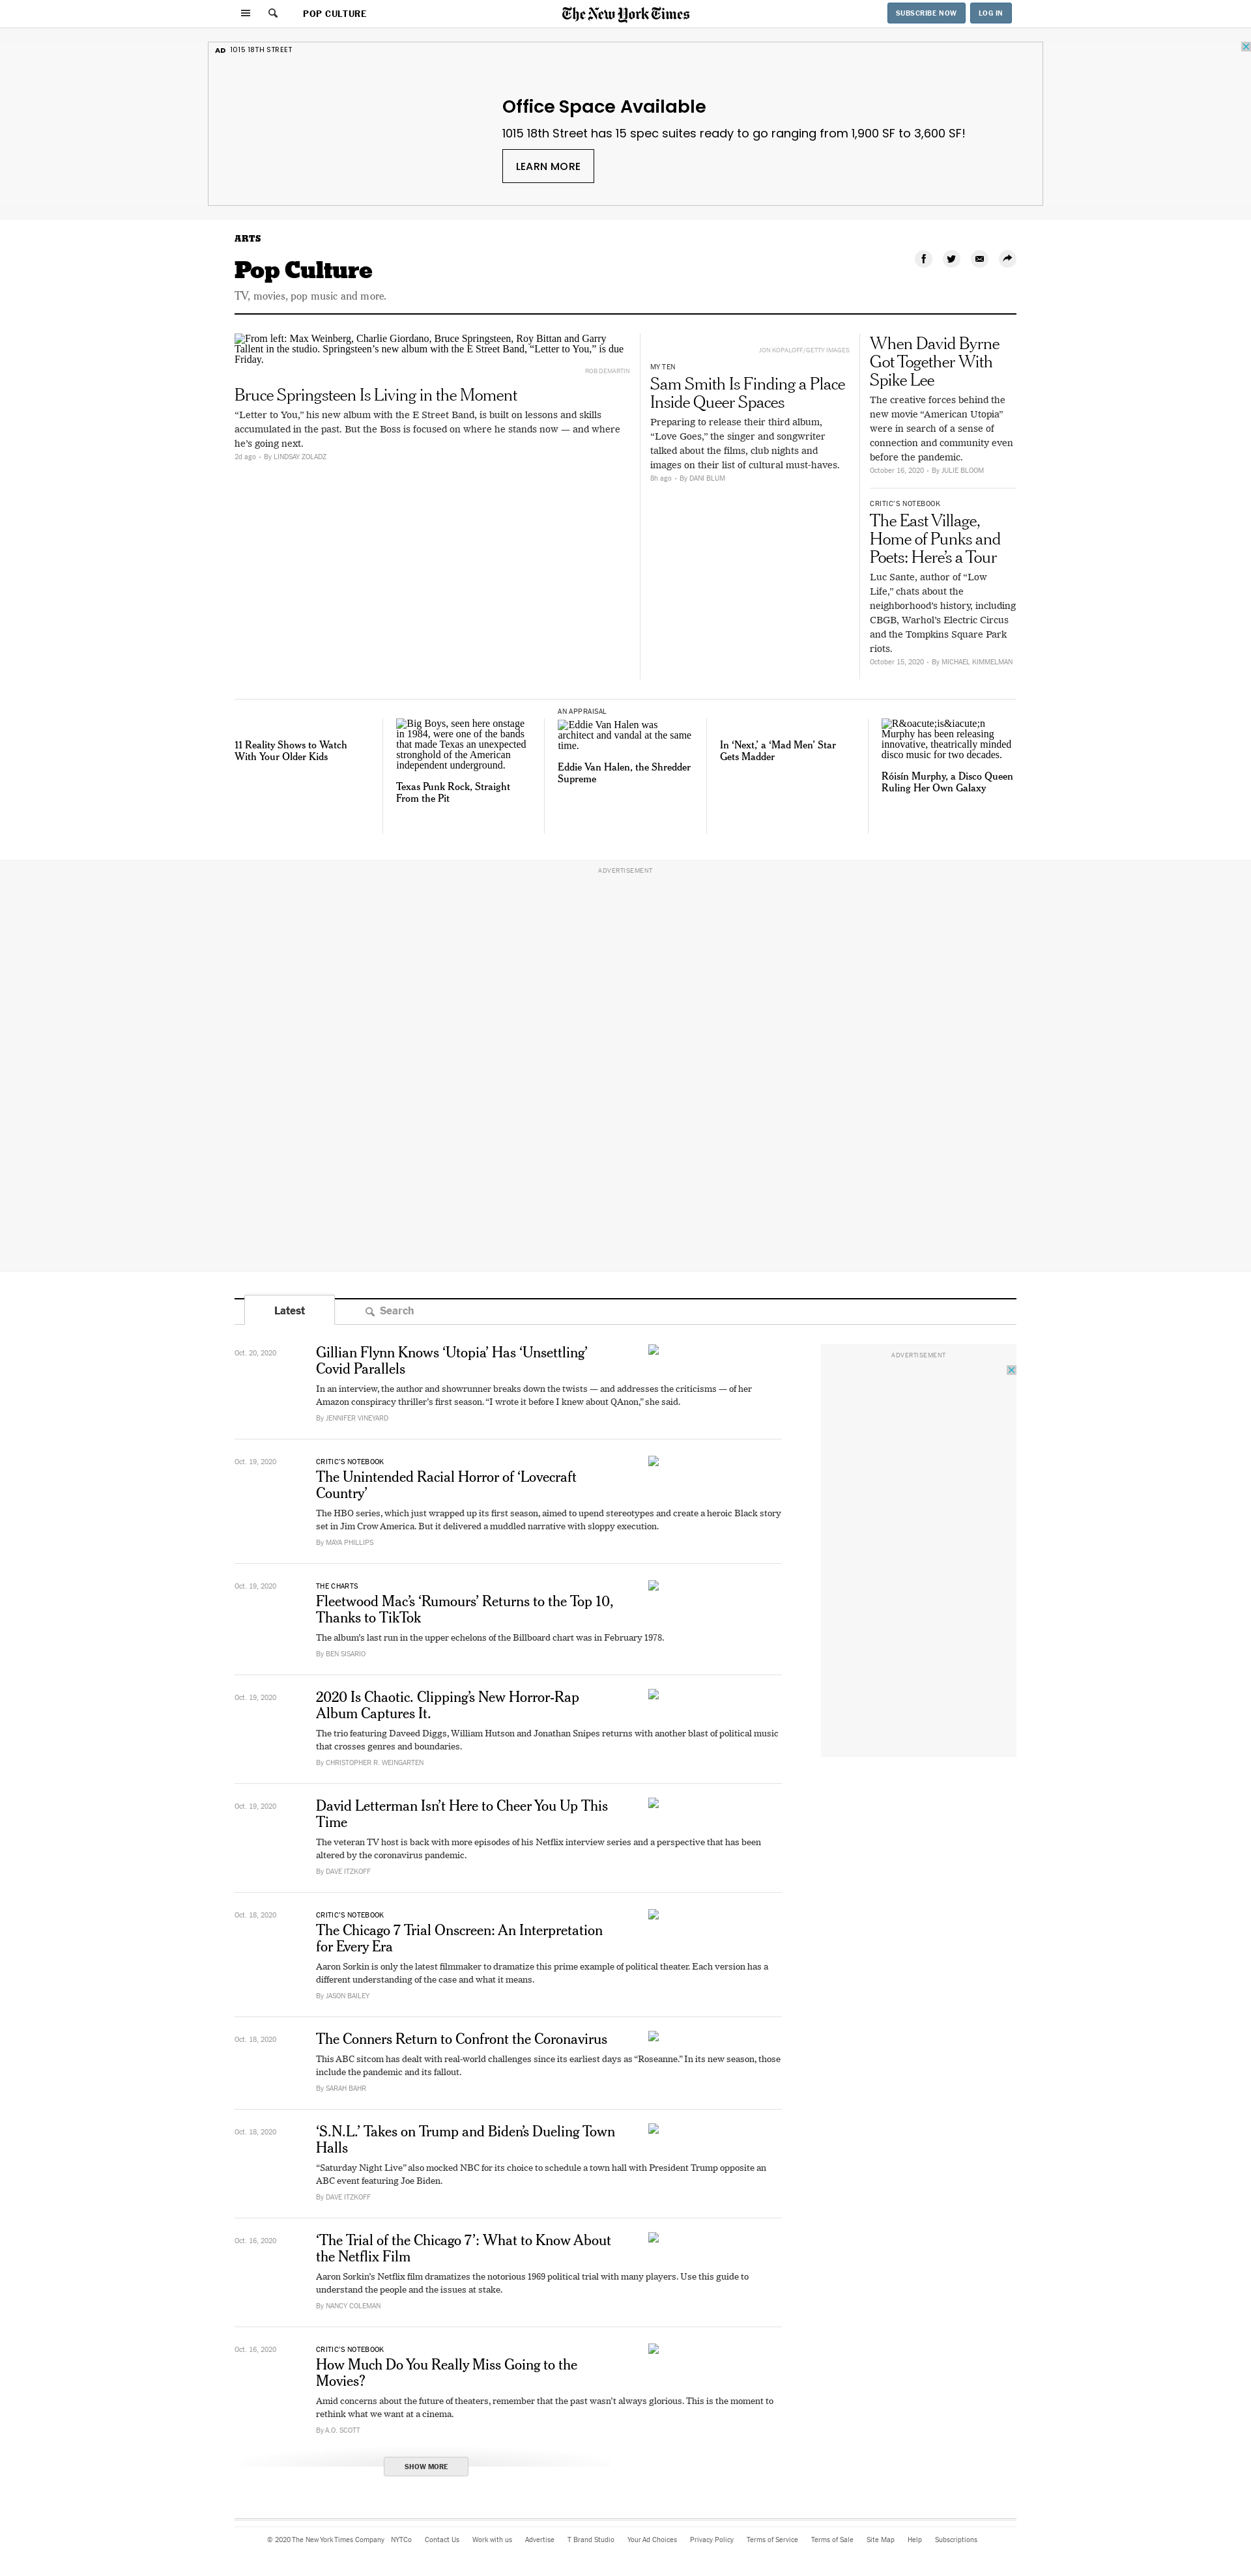 POP CULTURE
The New York Times
SUBSCRIBE NOW
LOG IN
AD 1015 18TH STREET
Office Space Available
1015 18th Street has 15 spec suites ready to go ranging from 1,900 SF to 3,600 SF!
LEARN MORE
ARTS
Pop Culture
TV, movies, pop music and more.
From left: Max Weinberg, Charlie Giordano, Bruce Springsteen, Roy Bittan and Garry
Tallent in the studio. Springsteen’s new album with the E Street Band, “Letter to You,” is due
Friday.
ROB DEMARTIN
Bruce Springsteen Is Living in the Moment
“Letter to You,” his new album with the E Street Band, is built on lessons and skills
accumulated in the past. But the Boss is focused on where he stands now — and where
he’s going next.
2d ago • By LINDSAY ZOLADZ
JON KOPALOFF/GETTY IMAGES
MY TEN
Sam Smith Is Finding a Place
Inside Queer Spaces
Preparing to release their third album,
“Love Goes,” the singer and songwriter
talked about the films, club nights and
images on their list of cultural must-haves.
8h ago • By DANI BLUM
When David Byrne
Got Together With
Spike Lee
The creative forces behind the
new movie “American Utopia”
were in search of a sense of
connection and community even
before the pandemic.
October 16, 2020 • By JULIE BLOOM
CRITIC’S NOTEBOOK
The East Village,
Home of Punks and
Poets: Here’s a Tour
Luc Sante, author of “Low
Life,” chats about the
neighborhood’s history, including
CBGB, Warhol’s Electric Circus
and the Tompkins Square Park
riots.
October 15, 2020 • By MICHAEL KIMMELMAN
11 Reality Shows to Watch
With Your Older Kids
Big Boys, seen here onstage
in 1984, were one of the bands
that made Texas an unexpected
stronghold of the American
independent underground.
Texas Punk Rock, Straight
From the Pit
AN APPRAISAL
Eddie Van Halen was
architect and vandal at the same
time.
Eddie Van Halen, the Shredder
Supreme
In ‘Next,’ a ‘Mad Men’ Star
Gets Madder
R&oacute;is&iacute;n
Murphy has been releasing
innovative, theatrically minded
disco music for two decades.
Róisín Murphy, a Disco Queen
Ruling Her Own Galaxy
ADVERTISEMENT
Latest
Search
ADVERTISEMENT
Oct. 20, 2020
Gillian Flynn Knows ‘Utopia’ Has ‘Unsettling’
Covid Parallels
In an interview, the author and showrunner breaks down the twists — and addresses the criticisms — of her
Amazon conspiracy thriller’s first season. “I wrote it before I knew about QAnon,” she said.
By JENNIFER VINEYARD
Oct. 19, 2020
CRITIC’S NOTEBOOK
The Unintended Racial Horror of ‘Lovecraft
Country’
The HBO series, which just wrapped up its first season, aimed to upend stereotypes and create a heroic Black story
set in Jim Crow America. But it delivered a muddled narrative with sloppy execution.
By MAYA PHILLIPS
Oct. 19, 2020
THE CHARTS
Fleetwood Mac’s ‘Rumours’ Returns to the Top 10,
Thanks to TikTok
The album’s last run in the upper echelons of the Billboard chart was in February 1978.
By BEN SISARIO
Oct. 19, 2020
2020 Is Chaotic. Clipping’s New Horror-Rap
Album Captures It.
The trio featuring Daveed Diggs, William Hutson and Jonathan Snipes returns with another blast of political music
that crosses genres and boundaries.
By CHRISTOPHER R. WEINGARTEN
Oct. 19, 2020
David Letterman Isn’t Here to Cheer You Up This
Time
The veteran TV host is back with more episodes of his Netflix interview series and a perspective that has been
altered by the coronavirus pandemic.
By DAVE ITZKOFF
Oct. 18, 2020
CRITIC’S NOTEBOOK
The Chicago 7 Trial Onscreen: An Interpretation
for Every Era
Aaron Sorkin is only the latest filmmaker to dramatize this prime example of political theater. Each version has a
different understanding of the case and what it means.
By JASON BAILEY
Oct. 18, 2020
The Conners Return to Confront the Coronavirus
This ABC sitcom has dealt with real-world challenges since its earliest days as “Roseanne.” In its new season, those
include the pandemic and its fallout.
By SARAH BAHR
Oct. 18, 2020
‘S.N.L.’ Takes on Trump and Biden’s Dueling Town
Halls
“Saturday Night Live” also mocked NBC for its choice to schedule a town hall with President Trump opposite an
ABC event featuring Joe Biden.
By DAVE ITZKOFF
Oct. 16, 2020
‘The Trial of the Chicago 7’: What to Know About
the Netflix Film
Aaron Sorkin’s Netflix film dramatizes the notorious 1969 political trial with many players. Use this guide to
understand the people and the issues at stake.
By NANCY COLEMAN
Oct. 16, 2020
CRITIC’S NOTEBOOK
How Much Do You Really Miss Going to the
Movies?
Amid concerns about the future of theaters, remember that the past wasn’t always glorious. This is the moment to
rethink what we want at a cinema.
By A.O. SCOTT
SHOW MORE
© 2020 The New York Times Company NYTCo Contact Us Work with us Advertise T Brand Studio Your Ad Choices Privacy Policy Terms of Service Terms of Sale Site Map Help Subscriptions